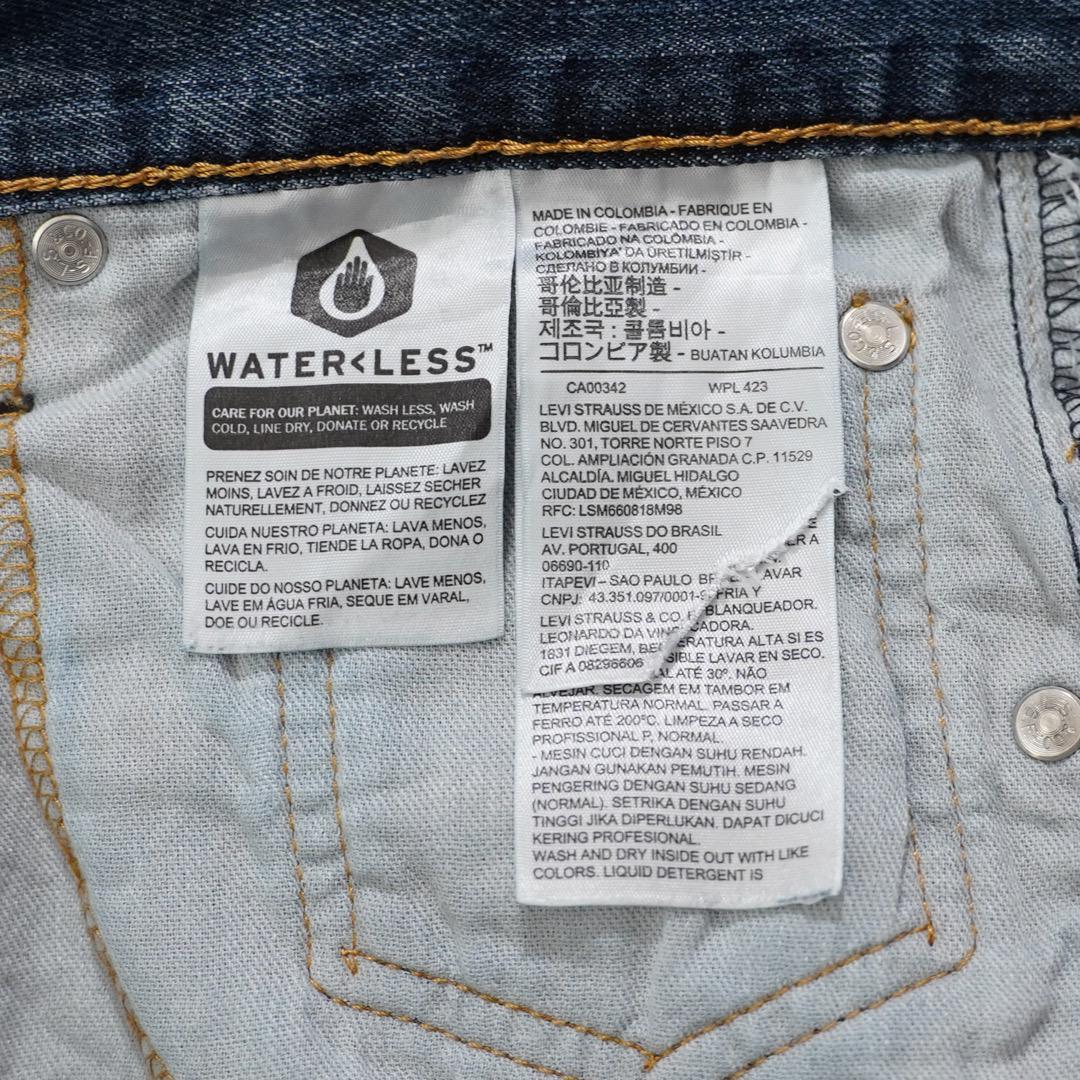 WATER<LESS™
CARE FOR OUR PLANET: WASH LESS, WASH
COLD, LINE DRY, DONATE OR RECYCLE
PRENEZ SOIN DE NOTRE PLANETE: LAVEZ
MOINS, LAVEZ A FROID, LAISSEZ SECHER
NATURELLEMENT, DONNEZ OU RECYCLEZ
CUIDA NUESTRO PLANETA: LAVA MENOS,
LAVA EN FRIO, TIENDE LA ROPA, DONA O
RECICLA.
CUIDE DO NOSSO PLANETA: LAVE MENOS,
LAVE EM ÁGUA FRIA, SEQUE EM VARAL,
DOE OU RECICLE.
MADE IN COLOMBIA - FABRIQUE EN
COLOMBIE - FABRICADO EN COLOMBIA -
FABRICADO NA COLÔMBIA -
KOLOMBİYA' DA ÜRETILMIŞTIR -
СДЕЛАНО В КОЛУМБИИ -
哥伦比亚制造 -
哥倫比亞製 -
제조국 : 콜롬비아 -
コロンビア製 - BUATAN KOLUMBIA
CA00342 WPL 423
LEVI STRAUSS DE MÉXICO S.A. DE C.V.
BLVD. MIGUEL DE CERVANTES SAAVEDRA
NO. 301, TORRE NORTE PISO 7
COL. AMPLIACIÓN GRANADA C.P. 11529
ALCALDÍA. MIGUEL HIDALGO
CIUDAD DE MÉXICO, MÉXICO
RFC: LSM660818M98
LEVI STRAUSS DO BRASIL
AV. PORTUGAL, 400 ER A
06690-110
ITAPEVI – SAO PAULO AVAR
CNPJ: 43.351.097/0001-9 FRIA Y
LEVI STRAUSS & CO. BLANQUEADOR.
LEONARDO DA VINC ADORA.
1831 DIEGEM, BE ERATURA ALTA SI ES
CIF A 08296606 SIBLE LAVAR EN SECO.
AL ATÉ 30º. NÃO
ALVEJAR. SECAGEM EM TAMBOR EM
TEMPERATURA NORMAL. PASSAR A
FERRO ATÉ 200ºC. LIMPEZA A SECO
PROFISSIONAL P, NORMAL.
- MESIN CUCI DENGAN SUHU RENDAH.
JANGAN GUNAKAN PEMUTIH. MESIN
PENGERING DENGAN SUHU SEDANG
(NORMAL). SETRIKA DENGAN SUHU
TINGGI JIKA DIPERLUKAN. DAPAT DICUCI
KERING PROFESIONAL.
WASH AND DRY INSIDE OUT WITH LIKE
COLORS. LIQUID DETERGENT IS